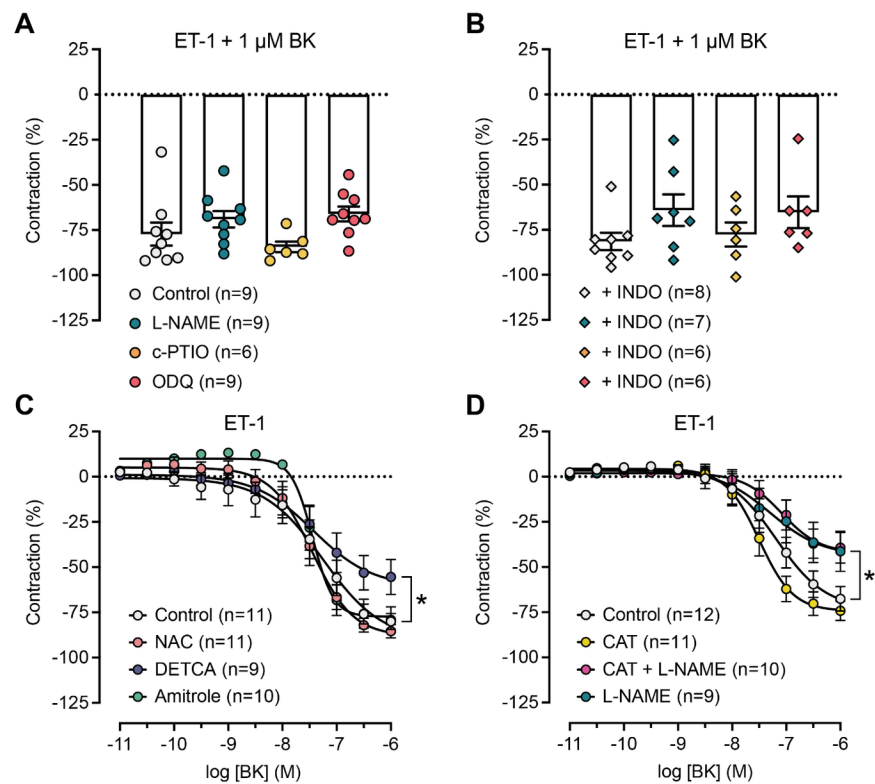 A
ET-1 + 1 µM BK
Contraction (%)
25
0
-25
-50
-75
-100
-125
Control (n=9)
L-NAME (n=9)
c-PTIO (n=6)
ODQ (n=9)
B
ET-1 + 1 µM BK
Contraction (%)
25
0
-25
-50
-75
-100
-125
+ INDO (n=8)
+ INDO (n=7)
+ INDO (n=6)
+ INDO (n=6)
C
ET-1
Contraction (%)
25
0
-25
-50
-75
-100
-125
*
Control (n=11)
NAC (n=11)
DETCA (n=9)
Amitrole (n=10)
-11 -10 -9 -8 -7 -6
log [BK] (M)
D
ET-1
Contraction (%)
25
0
-25
-50
-75
-100
-125
*
Control (n=12)
CAT (n=11)
CAT + L-NAME (n=10)
L-NAME (n=9)
-11 -10 -9 -8 -7 -6
log [BK] (M)